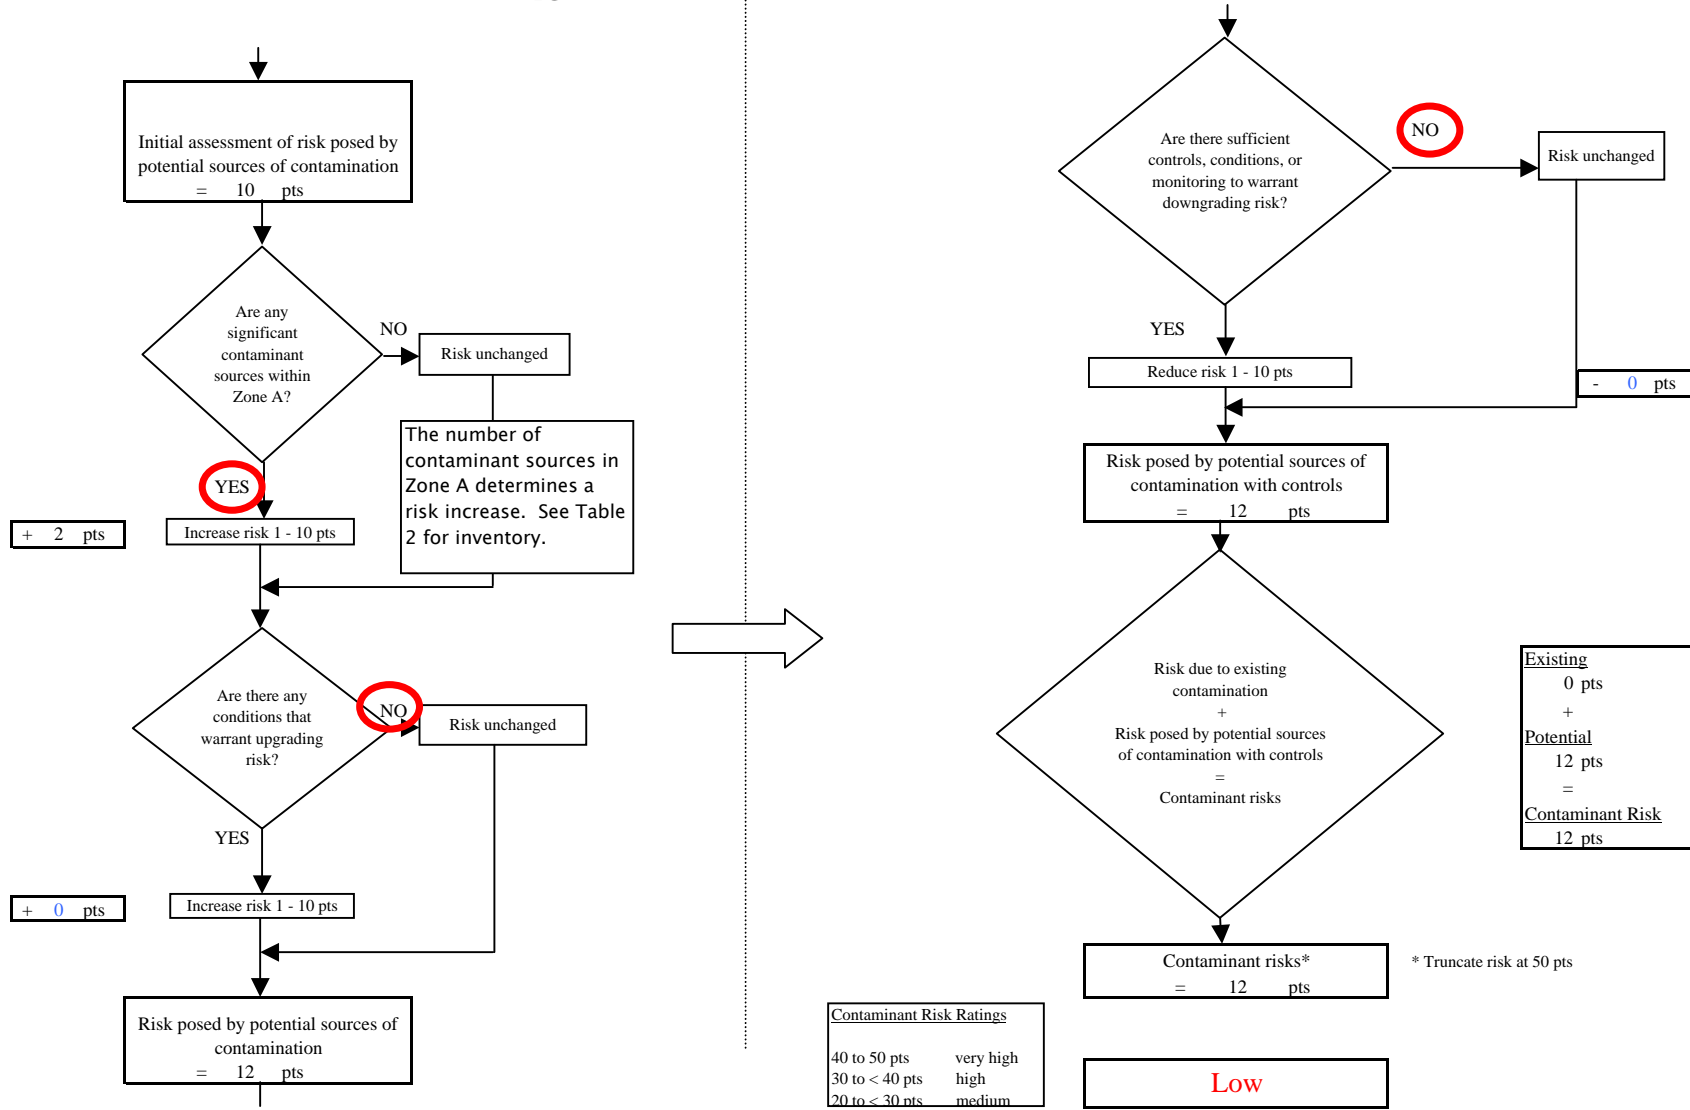 Initial assessment of risk posed by
potential sources of contamination
= 10 pts
Are any
significant
contaminant
sources within
Zone A?
NO
Risk unchanged
The number of
contaminant sources in
Zone A determines a
risk increase. See Table
2 for inventory.
YES
+ 2 pts
Increase risk 1 - 10 pts
Are there any
conditions that
warrant upgrading
risk?
NO
Risk unchanged
YES
+ 0 pts
Increase risk 1 - 10 pts
Risk posed by potential sources of
contamination
= 12 pts
Are there sufficient
controls, conditions, or
monitoring to warrant
downgrading risk?
NO
Risk unchanged
YES
Reduce risk 1 - 10 pts
- 0 pts
Risk posed by potential sources of
contamination with controls
= 12 pts
Risk due to existing
contamination
+
Risk posed by potential sources
of contamination with controls
=
Contaminant risks
Existing
0 pts
+
Potential
12 pts
=
Contaminant Risk
12 pts
Contaminant risks*
= 12 pts
* Truncate risk at 50 pts
Contaminant Risk Ratings
40 to 50 pts very high
30 to < 40 pts high
20 to < 30 pts medium
Low